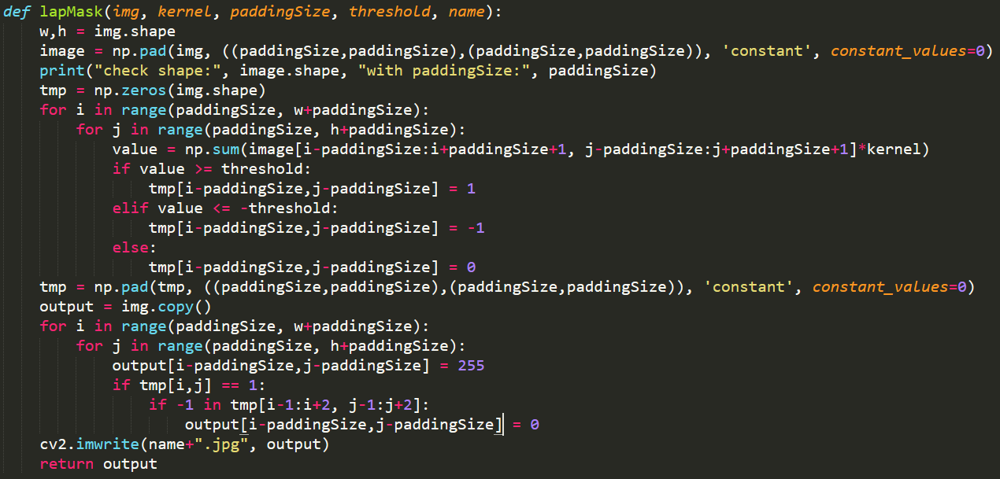 def lapMask(img, kernel, paddingSize, threshold, name):
    w,h = img.shape
    image = np.pad(img, ((paddingSize,paddingSize),(paddingSize,paddingSize)), 'constant', constant_values=0)
    print("check shape:", image.shape, "with paddingSize:", paddingSize)
    tmp = np.zeros(img.shape)
    for i in range(paddingSize, w+paddingSize):
        for j in range(paddingSize, h+paddingSize):
            value = np.sum(image[i-paddingSize:i+paddingSize+1, j-paddingSize:j+paddingSize+1]*kernel)
            if value >= threshold:
                tmp[i-paddingSize,j-paddingSize] = 1
            elif value <= -threshold:
                tmp[i-paddingSize,j-paddingSize] = -1
            else:
                tmp[i-paddingSize,j-paddingSize] = 0
    tmp = np.pad(tmp, ((paddingSize,paddingSize),(paddingSize,paddingSize)), 'constant', constant_values=0)
    output = img.copy()
    for i in range(paddingSize, w+paddingSize):
        for j in range(paddingSize, h+paddingSize):
            output[i-paddingSize,j-paddingSize] = 255
            if tmp[i,j] == 1:
                if -1 in tmp[i-1:i+2, j-1:j+2]:
                    output[i-paddingSize,j-paddingSize] = 0
    cv2.imwrite(name+".jpg", output)
    return output